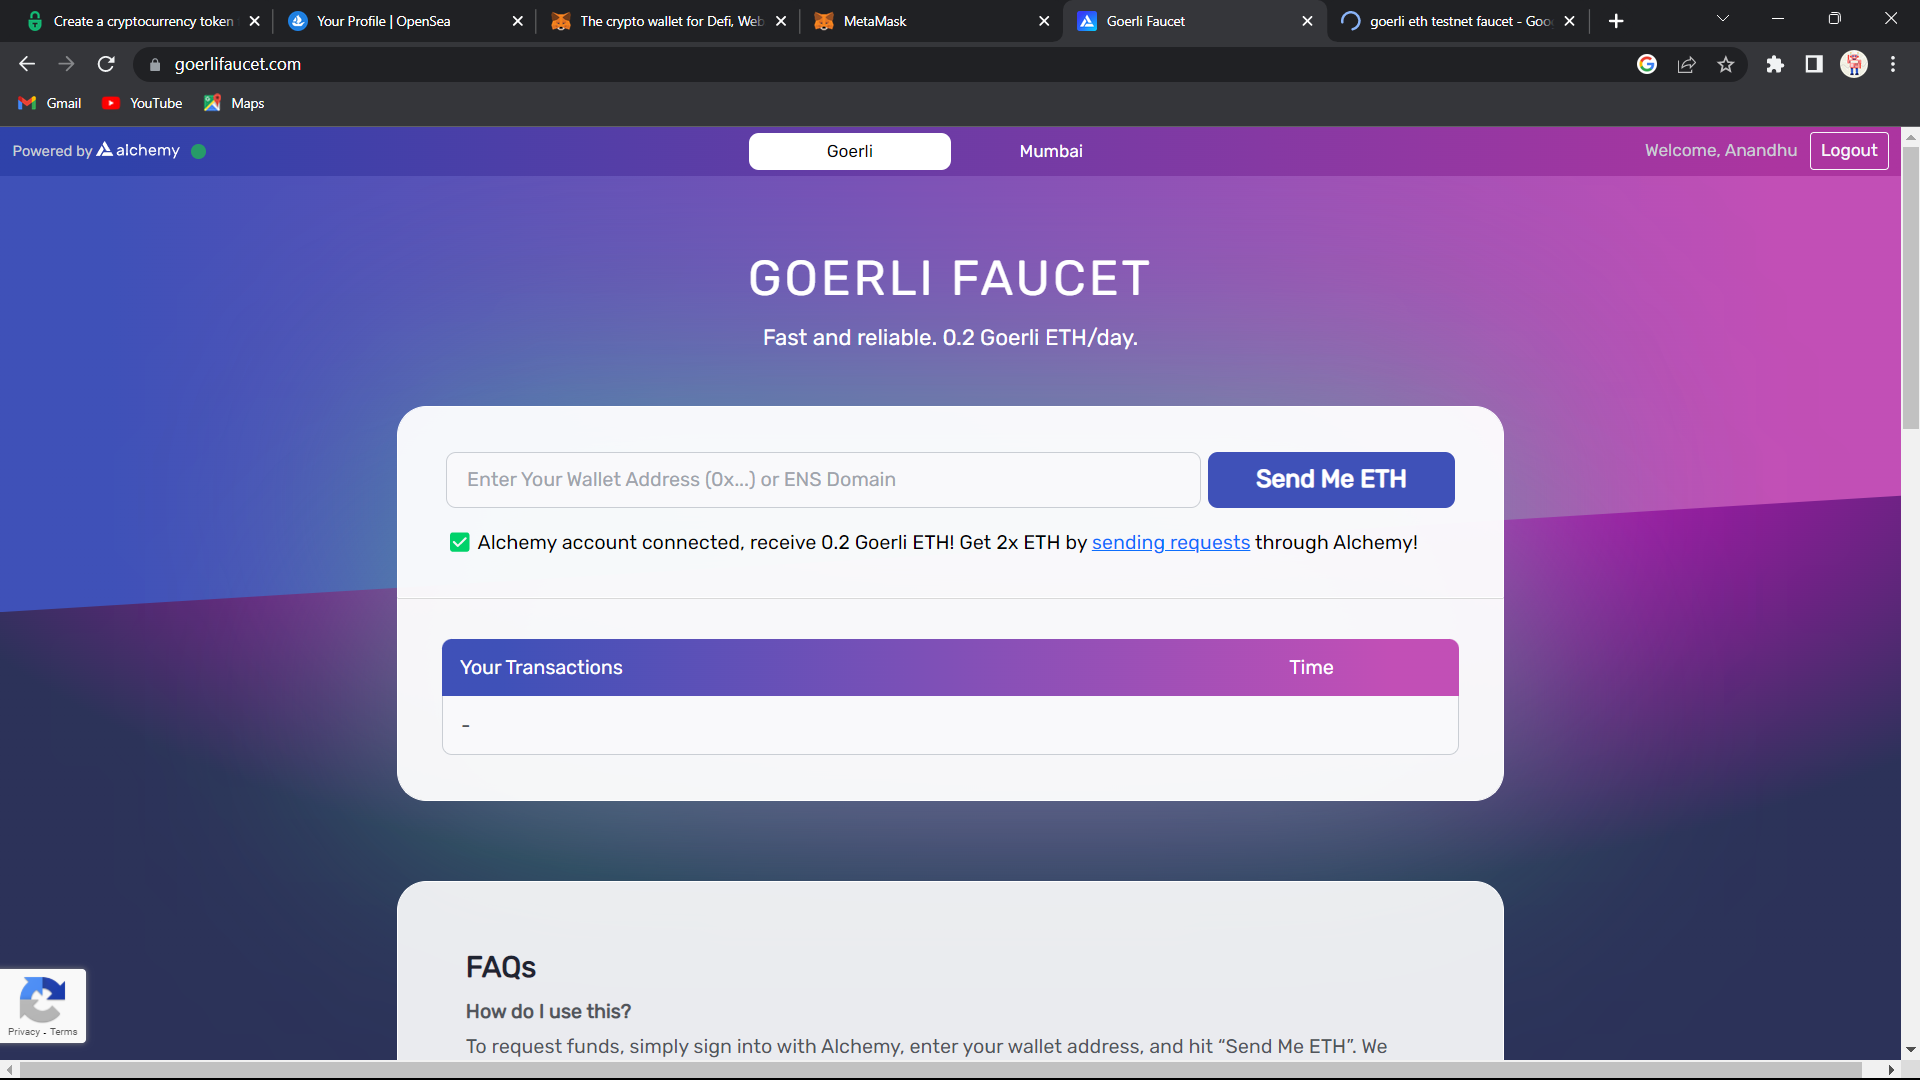 Create a cryptocurrency token
Your Profile | OpenSea
The crypto wallet for Defi, Web
MetaMask
Goerli Faucet
goerli eth testnet faucet - Goo
goerlifaucet.com
Gmail
YouTube
Maps
Powered by alchemy
Goerli
Mumbai
Welcome, Anandhu
Logout
GOERLI FAUCET
Fast and reliable. 0.2 Goerli ETH/day.
Enter Your Wallet Address (0x...) or ENS Domain
Send Me ETH
Alchemy account connected, receive 0.2 Goerli ETH! Get 2x ETH by sending requests through Alchemy!
Your Transactions
Time
-
FAQs
How do I use this?
To request funds, simply sign into with Alchemy, enter your wallet address, and hit “Send Me ETH”. We
Privacy - Terms